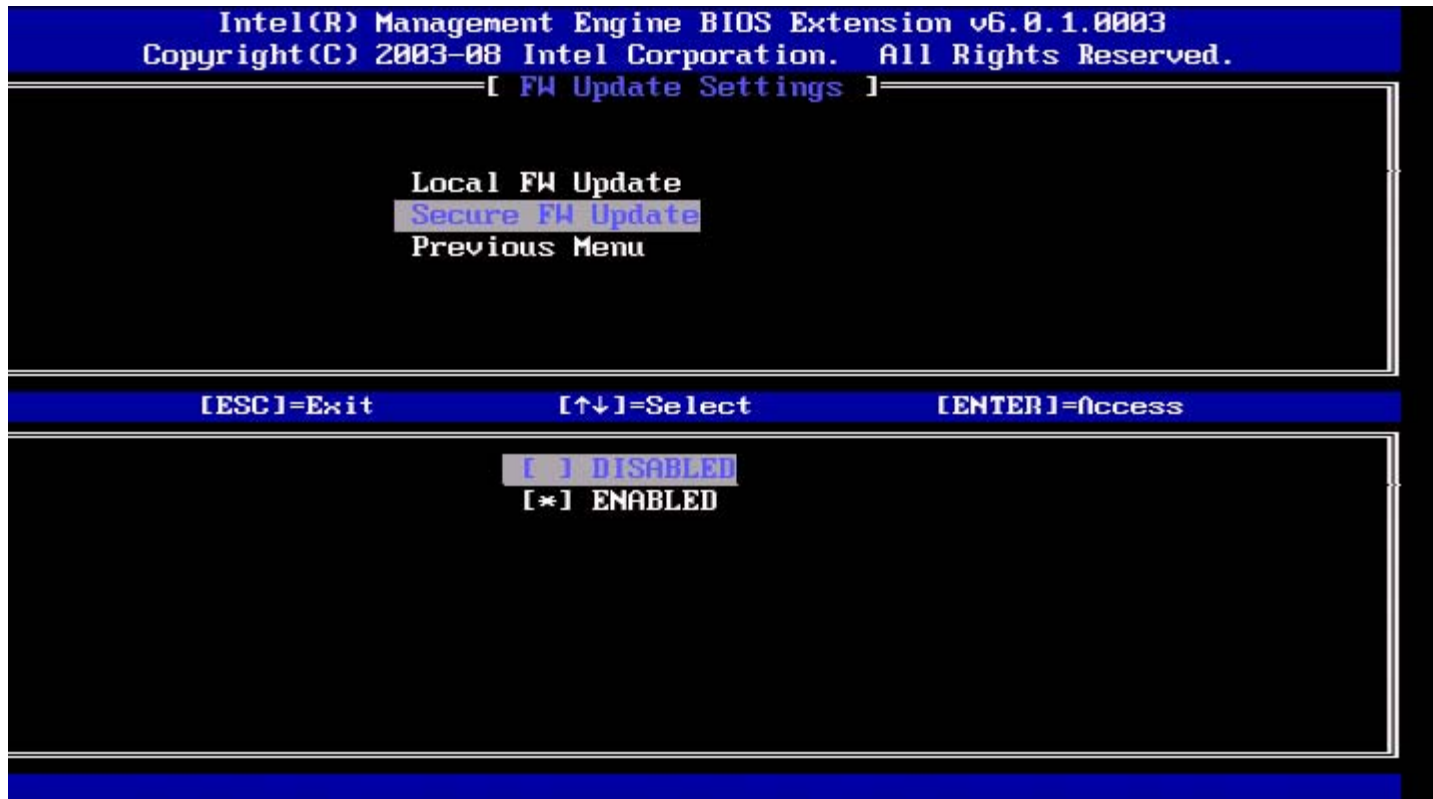 Intel(R) Management Engine BIOS Extension v6.0.1.0003
Copyright(C) 2003-08 Intel Corporation. All Rights Reserved.
[ FW Update Settings ]
Local FW Update
Secure FW Update
Previous Menu
[ESC]=Exit [↑↓]=Select [ENTER]=Access
[ ] DISABLED
[*] ENABLED